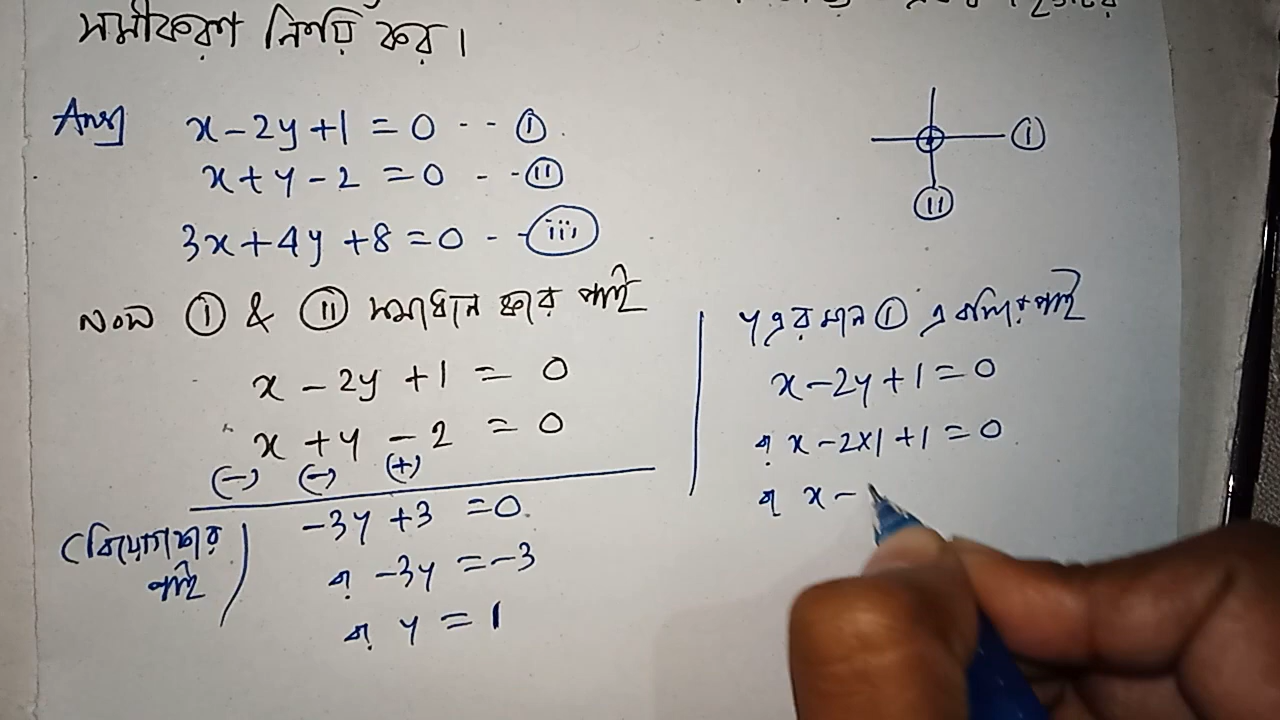 সমীকরণ নির্ণয় কর।
Ans x - 2y + 1 = 0 - - (i)
x + y - 2 = 0 - - (ii)
3x + 4y + 8 = 0 - - (iii)
(i)
(ii)
এখন (i) & (ii) সমাধান করে পাই
x - 2y + 1 = 0
x + y - 2 = 0
(-) (-) (+)
(বিয়োগ করে পাই) -3y + 3 = 0
বা, -3y = -3
বা, y = 1
y এর মান (i) এ বসিয়ে পাই
x - 2y + 1 = 0
বা, x - 2×1 + 1 = 0
বা, x -